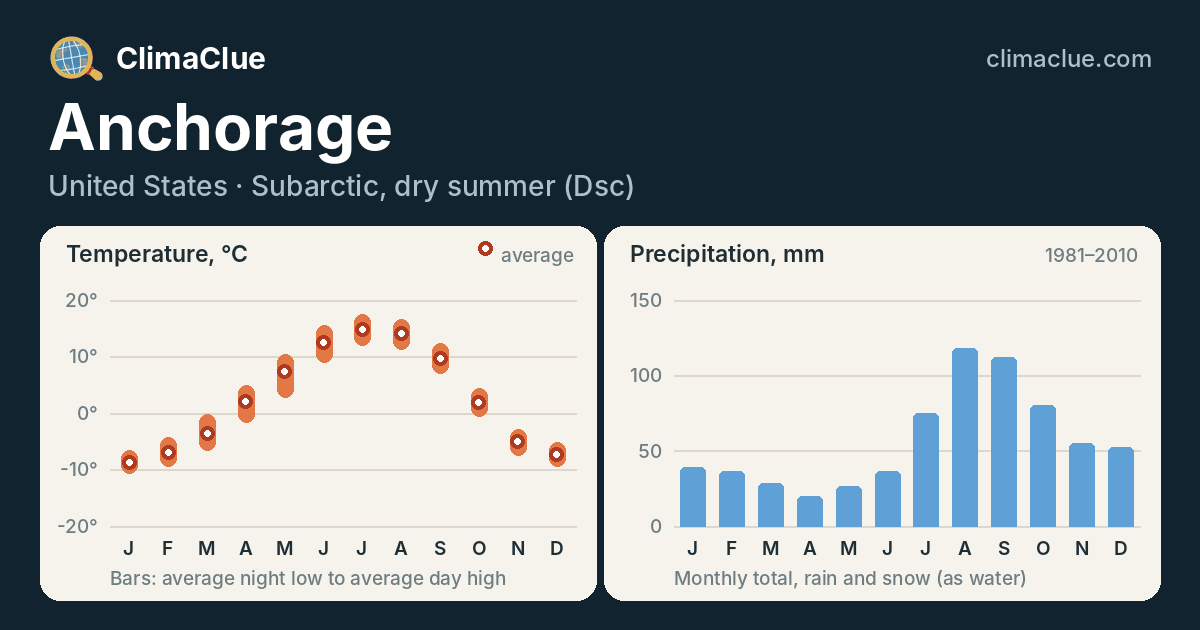 ClimaClue
climaclue.com
Anchorage
United States · Subarctic, dry summer (Dsc)
Temperature, °C
average
20°
10°
0°
-10°
-20°
J F M A M J J A S O N D
Bars: average night low to average day high
Precipitation, mm
1981–2010
150
100
50
0
J F M A M J J A S O N D
Monthly total, rain and snow (as water)